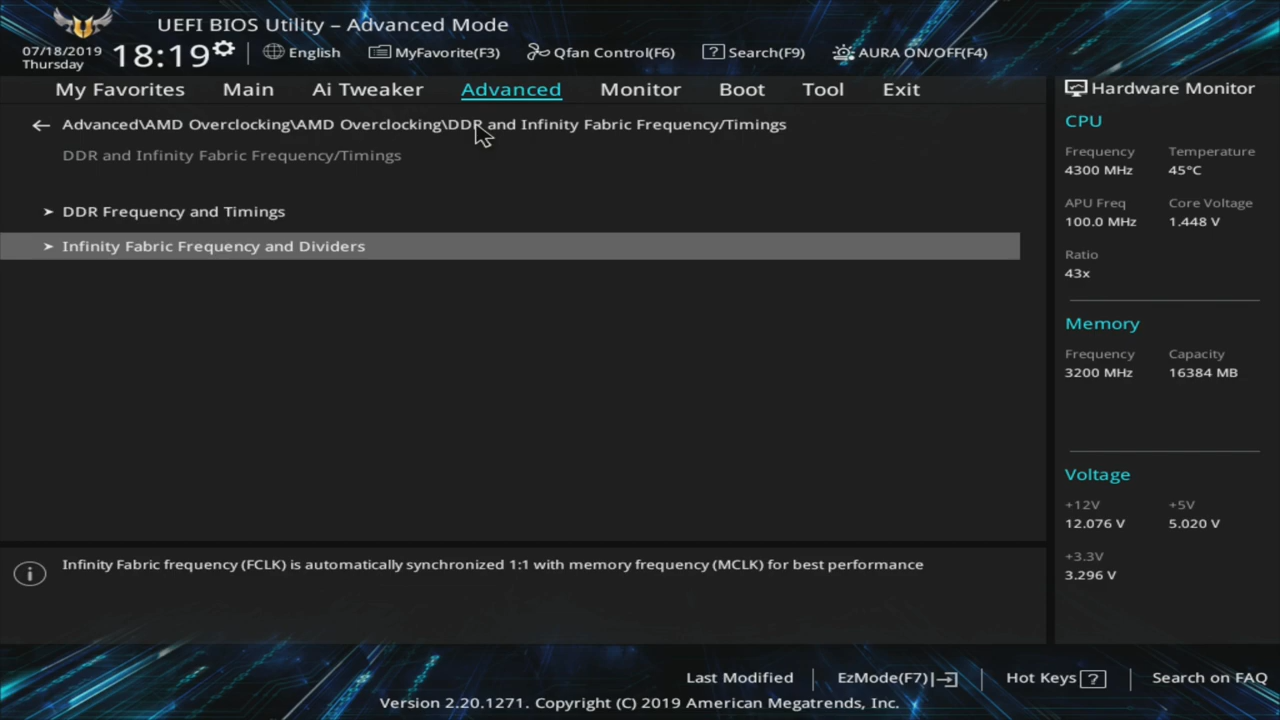 UEFI BIOS Utility – Advanced Mode
07/18/2019
Thursday
18:19
English
MyFavorite(F3)
Qfan Control(F6)
? Search(F9)
AURA ON/OFF(F4)
My Favorites Main Ai Tweaker Advanced Monitor Boot Tool Exit
Advanced\AMD Overclocking\AMD Overclocking\DDR and Infinity Fabric Frequency/Timings
DDR and Infinity Fabric Frequency/Timings
DDR Frequency and Timings
Infinity Fabric Frequency and Dividers
Infinity Fabric frequency (FCLK) is automatically synchronized 1:1 with memory frequency (MCLK) for best performance
Hardware Monitor
CPU
Frequency Temperature
4300 MHz 45°C
APU Freq Core Voltage
100.0 MHz 1.448 V
Ratio
43x
Memory
Frequency Capacity
3200 MHz 16384 MB
Voltage
+12V +5V
12.076 V 5.020 V
+3.3V
3.296 V
Last Modified
EzMode(F7)
Hot Keys ?
Search on FAQ
Version 2.20.1271. Copyright (C) 2019 American Megatrends, Inc.